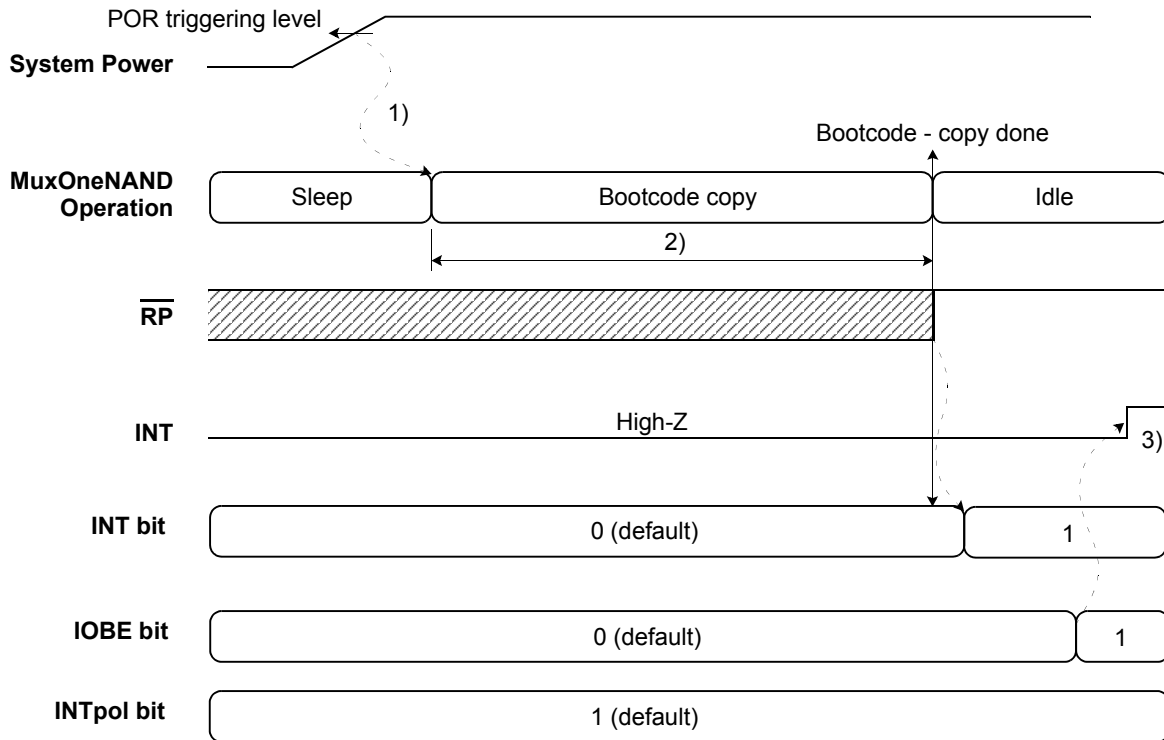 POR triggering level
System Power
1)
Bootcode - copy done
MuxOneNAND
Operation
Sleep
Bootcode copy
Idle
2)
RP
High-Z
INT
3)
INT bit
0 (default)
1
IOBE bit
0 (default)
1
INTpol bit
1 (default)